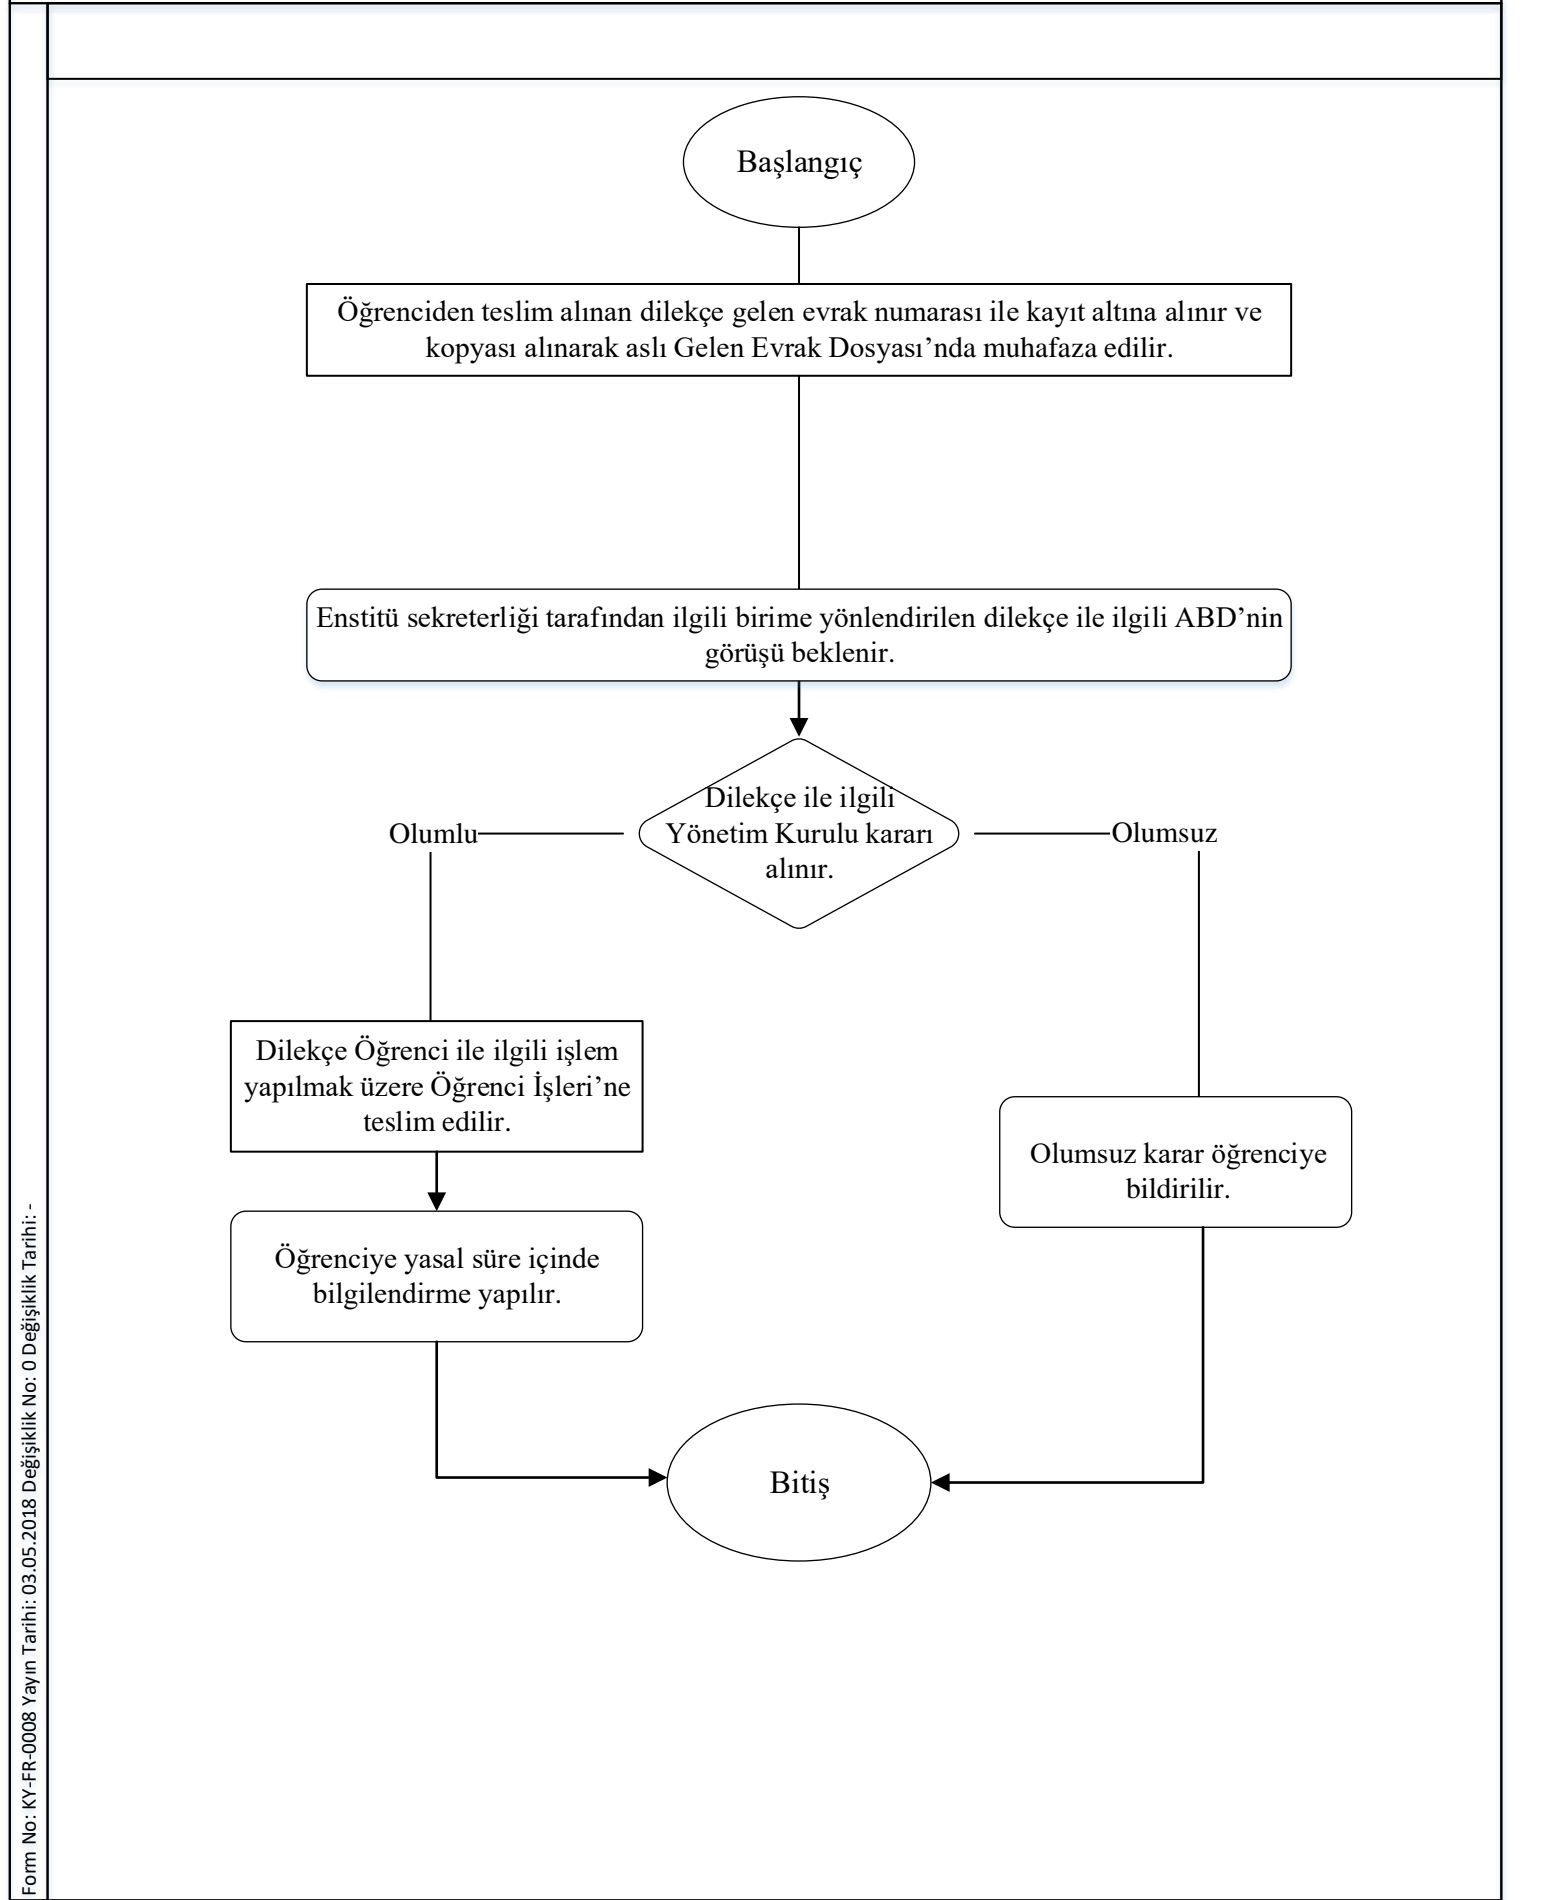 Başlangıç
Öğrenciden teslim alınan dilekçe gelen evrak numarası ile kayıt altına alınır ve
kopyası alınarak aslı Gelen Evrak Dosyası’nda muhafaza edilir.
Enstitü sekreterliği tarafından ilgili birime yönlendirilen dilekçe ile ilgili ABD’nin
görüşü beklenir.
Dilekçe ile ilgili
Yönetim Kurulu kararı
alınır.
Olumlu
Olumsuz
Dilekçe Öğrenci ile ilgili işlem
yapılmak üzere Öğrenci İşleri’ne
teslim edilir.
Olumsuz karar öğrenciye
bildirilir.
Öğrenciye yasal süre içinde
bilgilendirme yapılır.
Bitiş
Form No: KY-FR-0008 Yayın Tarihi: 03.05.2018 Değişiklik No: 0 Değişiklik Tarihi: -